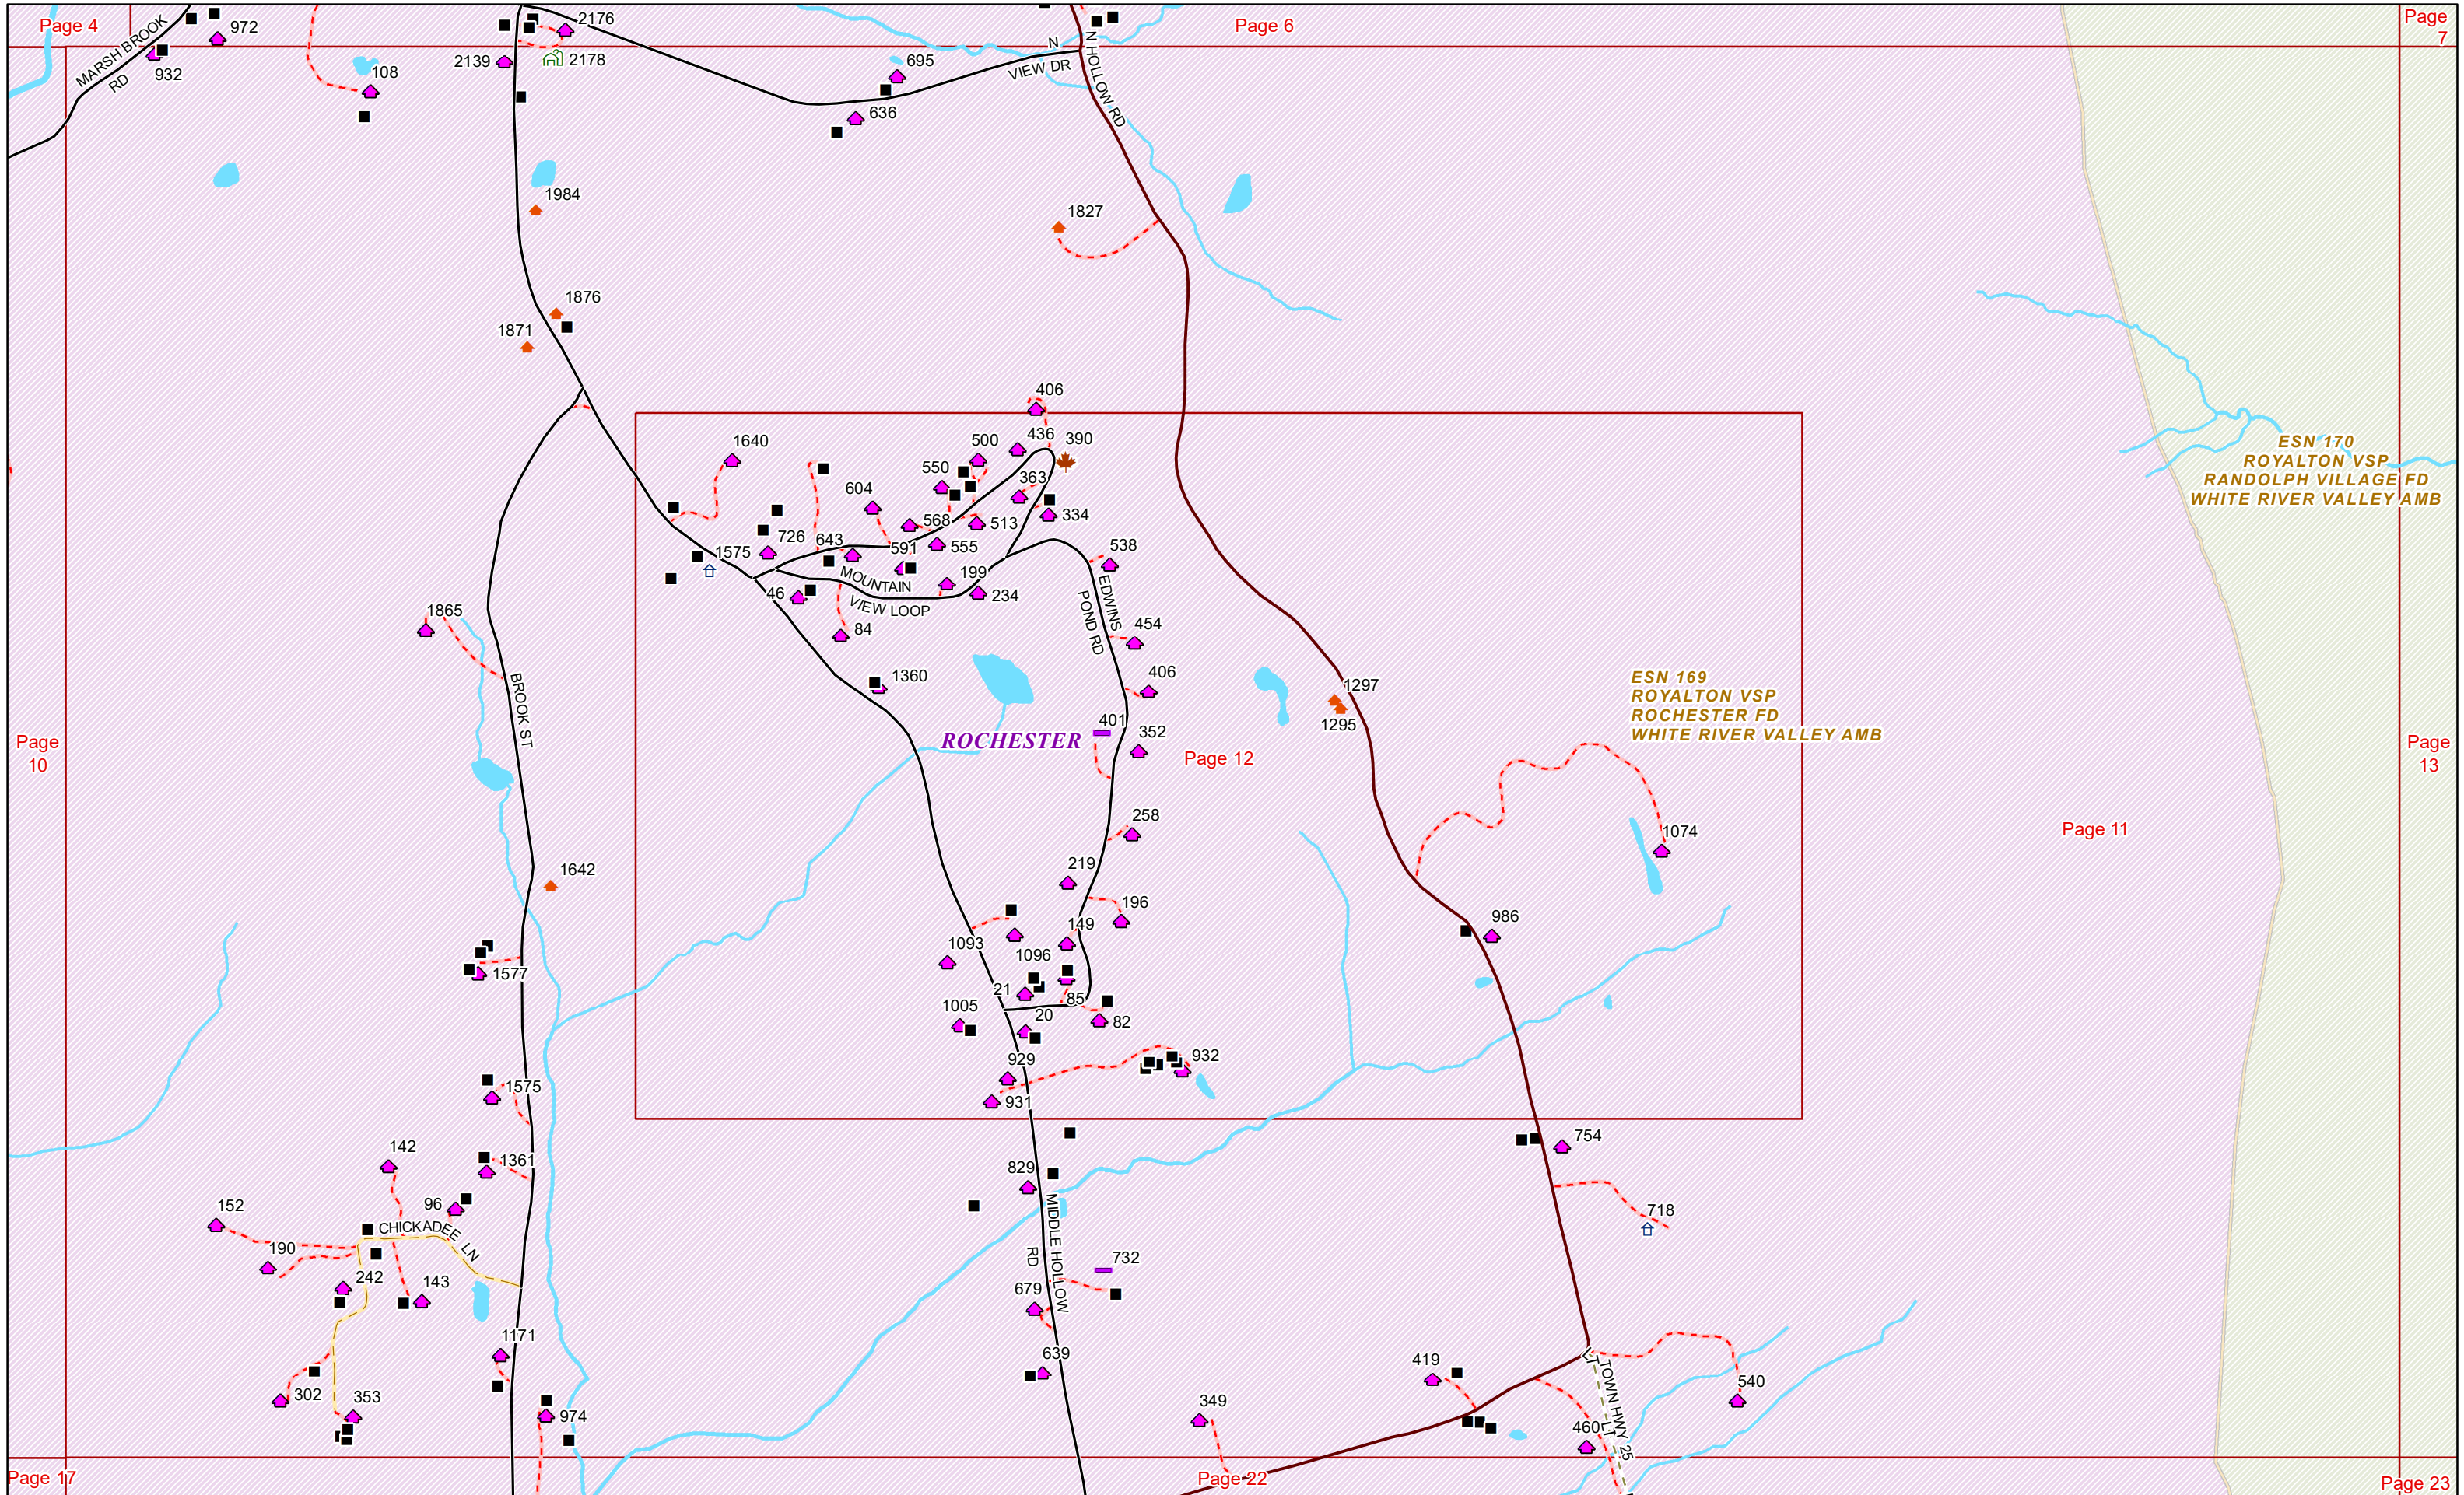 Page 4
972
MARSH BROOK
RD
932
108
2176
2139
2178
695
636
N
VIEW DR
N HOLLOW RD
Page 6
Page
7
1984
1827
1876
1871
406
1640
500
436
390
550
363
604
568
513
334
1575
726
643
591
555
538
MOUNTAIN
VIEW LOOP
199
46
234
84
EDWINS
POND RD
ESN 170
ROYALTON VSP
RANDOLPH VILLAGE FD
WHITE RIVER VALLEY AMB
1865
454
1360
406
BROOK ST
1297
1295
ESN 169
ROYALTON VSP
ROCHESTER FD
WHITE RIVER VALLEY AMB
401
352
ROCHESTER
Page 12
Page
10
Page
13
258
1074
Page 11
219
1642
196
149
986
1093
1096
1577
21
85
1005
20
82
929
932
931
1575
754
142
1361
829
152
96
CHICKADEE LN
718
190
MIDDLE HOLLOW
RD
732
242
143
679
1171
639
419
LT
TOWN HWY 25
LT
540
302
353
974
349
460
Page 17
Page 22
Page 23